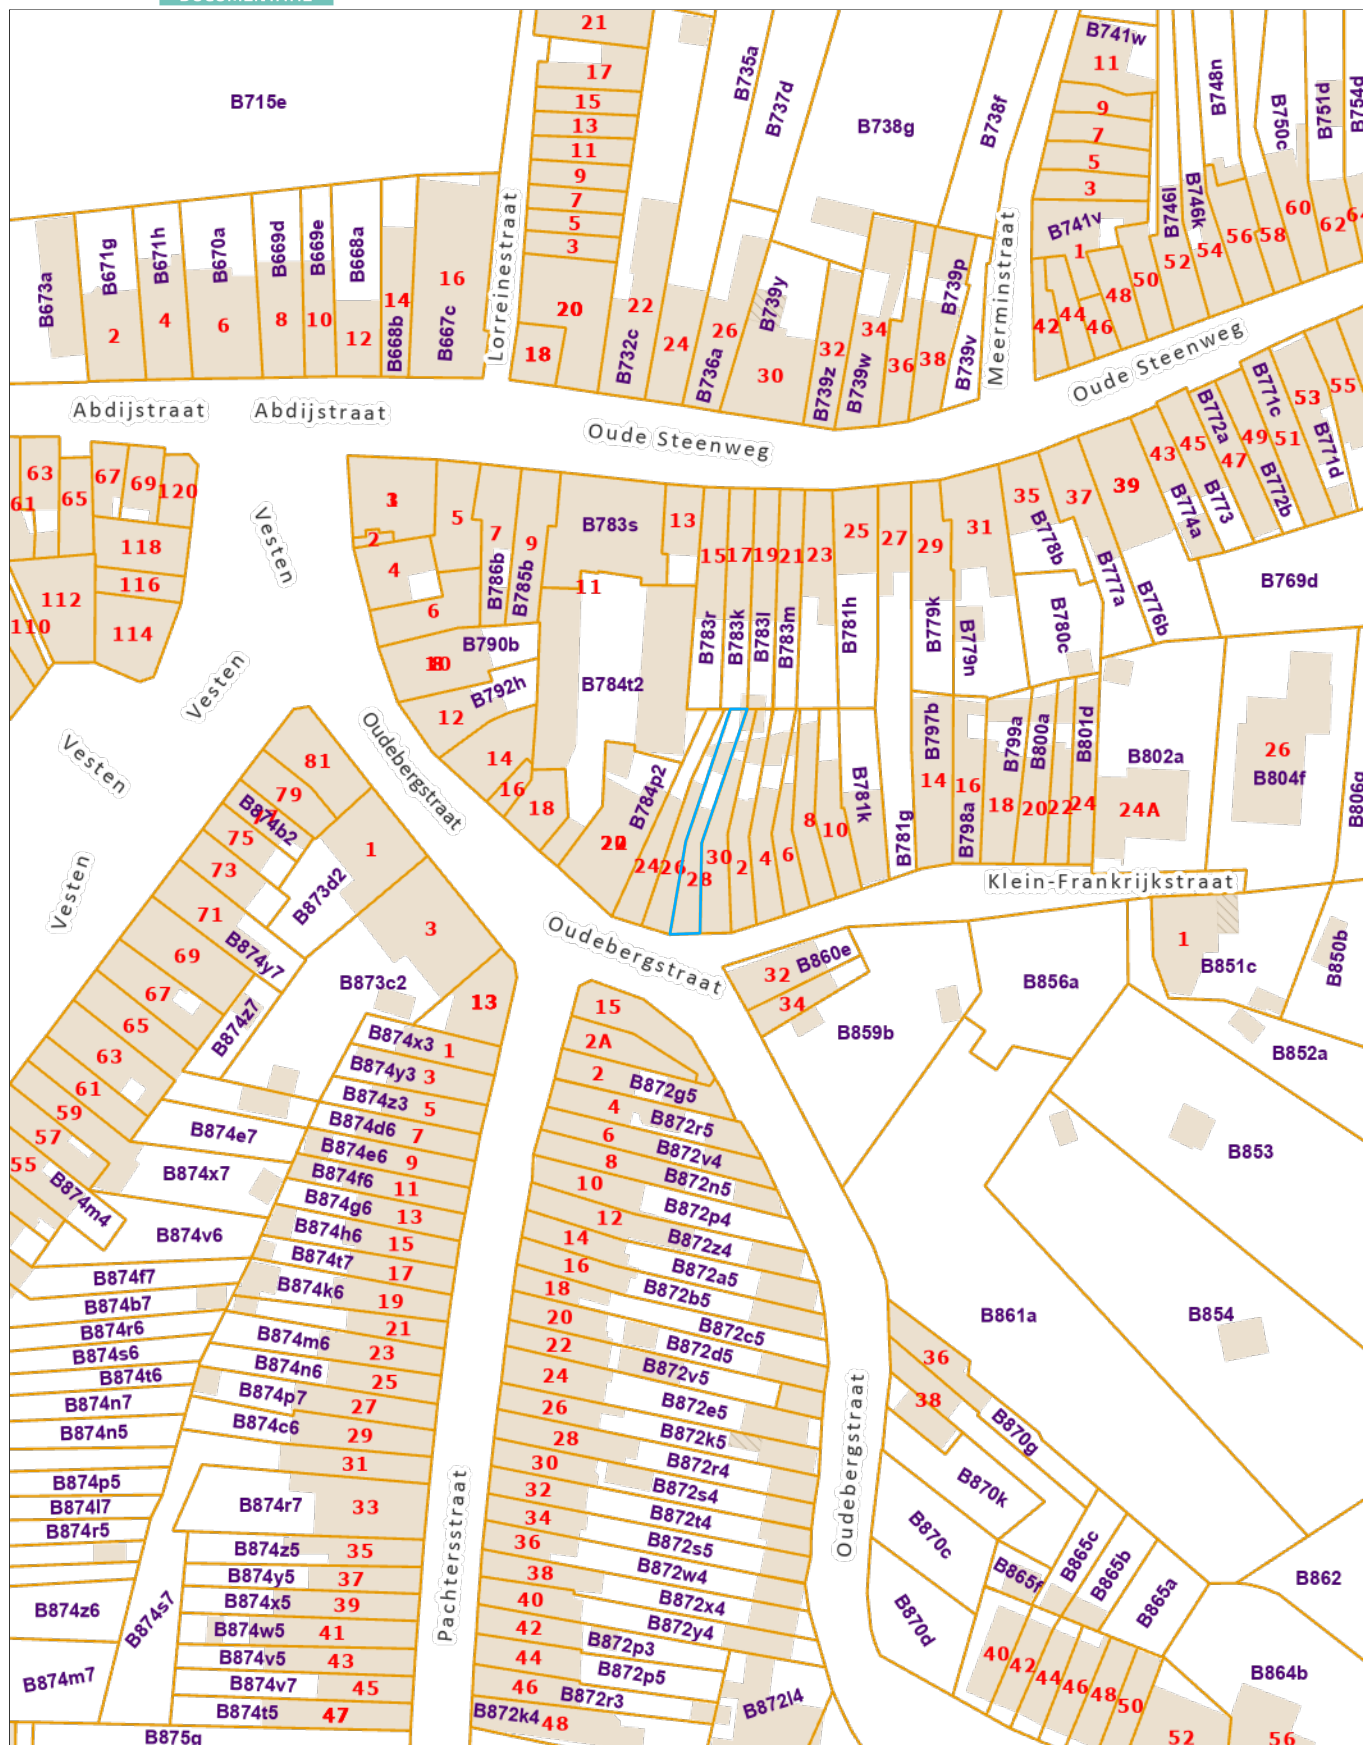 21
B741w
B735a
B748n
11
17
B737d
B715e
15
B738g
B738f
B750c
B751d
9
13
7
11
5
9
3
7
B746l
B746k
60
5
B741v
62
3
1
56
58
Lorreinestraat
Meerminstraat
54
B673a
B671g
B671h
B670a
B669d
B669e
B668a
16
52
50
48
14
B668b
B667c
20
22
B739y
B739p
44
42
46
2
4
6
8
10
12
18
B732c
24
26
B736a
30
32
B739z
34
B739w
36
38
B739v
Oude Steenweg
Abdijstraat
Abdijstraat
Oude Steenweg
B771c
53
55
B772a
49
51
B771d
43
45
47
B772b
63
67
69
120
61
65
3
5
7
9
B783s
13
25
27
29
31
35
37
39
B774a
B773
118
2
4
11
15
17
19
21
23
B778b
B777a
B776b
B769d
116
112
110
114
6
B786b
B785b
B790b
B792h
B784t2
B783r
B783k
B783l
B783m
B781h
B779k
B779n
B780c
Vesten
Vesten
Vesten
Vesten
Oudebergstraat
12
14
16
18
B784p2
24
26
28
30
2
4
6
8
10
B781k
B781g
B797b
14
B798a
16
B799a
18
B800a
20
22
B801d
24
B802a
24A
26
B804f
B806g
81
79
B874b2
75
73
71
1
B873d2
69
B874y7
3
67
65
B874z7
B873c2
13
63
61
59
57
55
B874m4
Klein-Frankrijkstraat
Oudebergstraat
32
B860e
34
B859b
B856a
1
B851c
B850b
B852a
B853
B854
B861a
15
2A
2
B872g5
4
B872r5
6
B872v4
8
B872n5
10
B872p4
12
B872z4
14
B872a5
16
B872b5
18
B872c5
20
B872d5
22
B872v5
24
B872e5
26
B872k5
28
B872r4
30
B872s4
32
B872t4
34
B872s5
36
B872w4
38
B872x4
40
B872y4
42
B872p3
44
B872p5
46
B872r3
B872k4
48
B872l4
B874x3
1
B874y3
3
B874z3
5
B874d6
7
B874e6
9
B874f6
11
B874g6
13
B874h6
15
B874t7
17
B874k6
19
21
B874m6
23
B874n6
25
B874p7
27
B874c6
29
31
B874r7
33
B874z5
35
B874y5
37
B874x5
39
B874w5
41
B874v5
43
B874v7
45
B874t5
47
B875g
B874e7
B874x7
B874v6
B874f7
B874b7
B874r6
B874s6
B874t6
B874n7
B874n5
B874p5
B874l7
B874r5
B874z6
B874m7
B874s7
Pachtersstraat
Oudebergstraat
36
38
B870g
B870k
B870c
B870d
B865f
B865c
B865b
B865a
B862
B864b
40
42
44
46
48
50
52
56